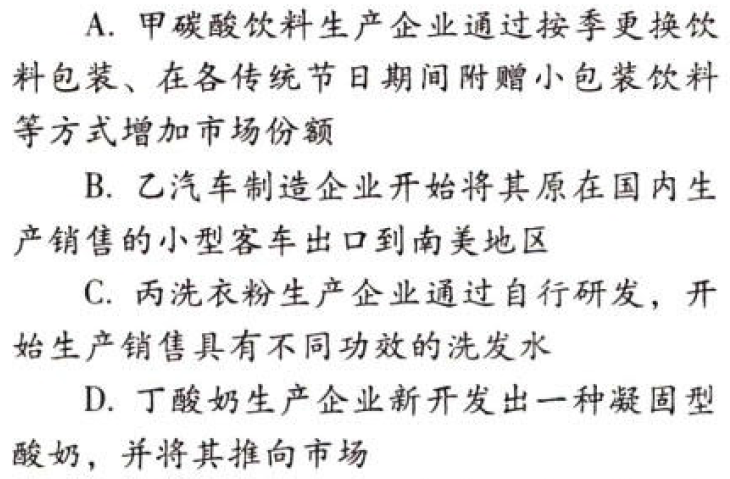 A. 甲碳酸饮料生产企业通过按季更换饮
料包装、在各传统节日期间附赠小包装饮料
等方式增加市场份额
B. 乙汽车制造企业开始将其原在国内生
产销售的小型客车出口到南美地区
C. 丙洗衣粉生产企业通过自行研发，开
始生产销售具有不同功效的洗发水
D. 丁酸奶生产企业新开发出一种凝固型
酸奶，并将其推向市场